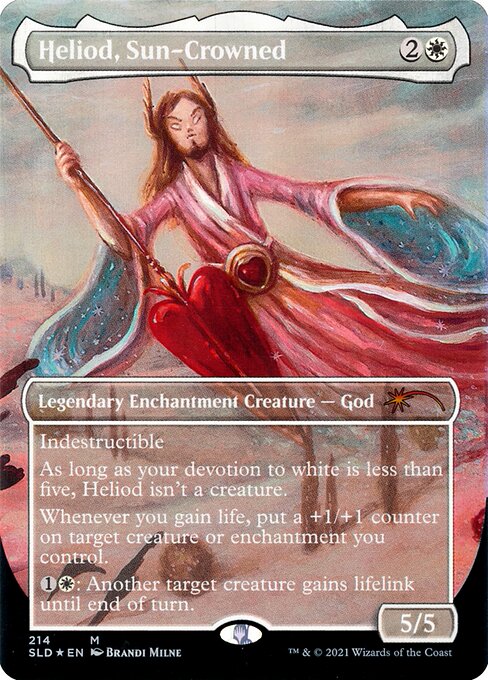 Heliod, Sun-Crowned 2
Legendary Enchantment Creature — God
Indestructible
As long as your devotion to white is less than
five, Heliod isn't a creature.
Whenever you gain life, put a +1/+1 counter
on target creature or enchantment you
control.
1: Another target creature gains lifelink
until end of turn.
5/5
214 M
SLD ★ EN Brandi Milne
™ & © 2021 Wizards of the Coast